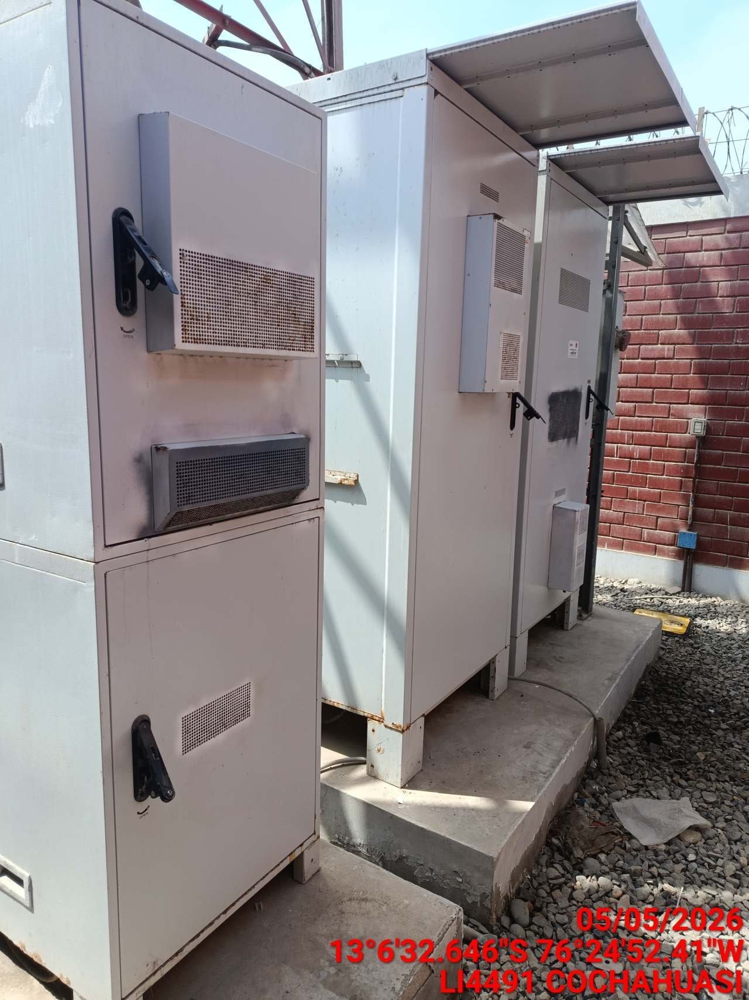 OPEN
OPEN
05/05/2026
13°6'32.646"S 76°24'52.41"W
LI4491 COCHAHUASI